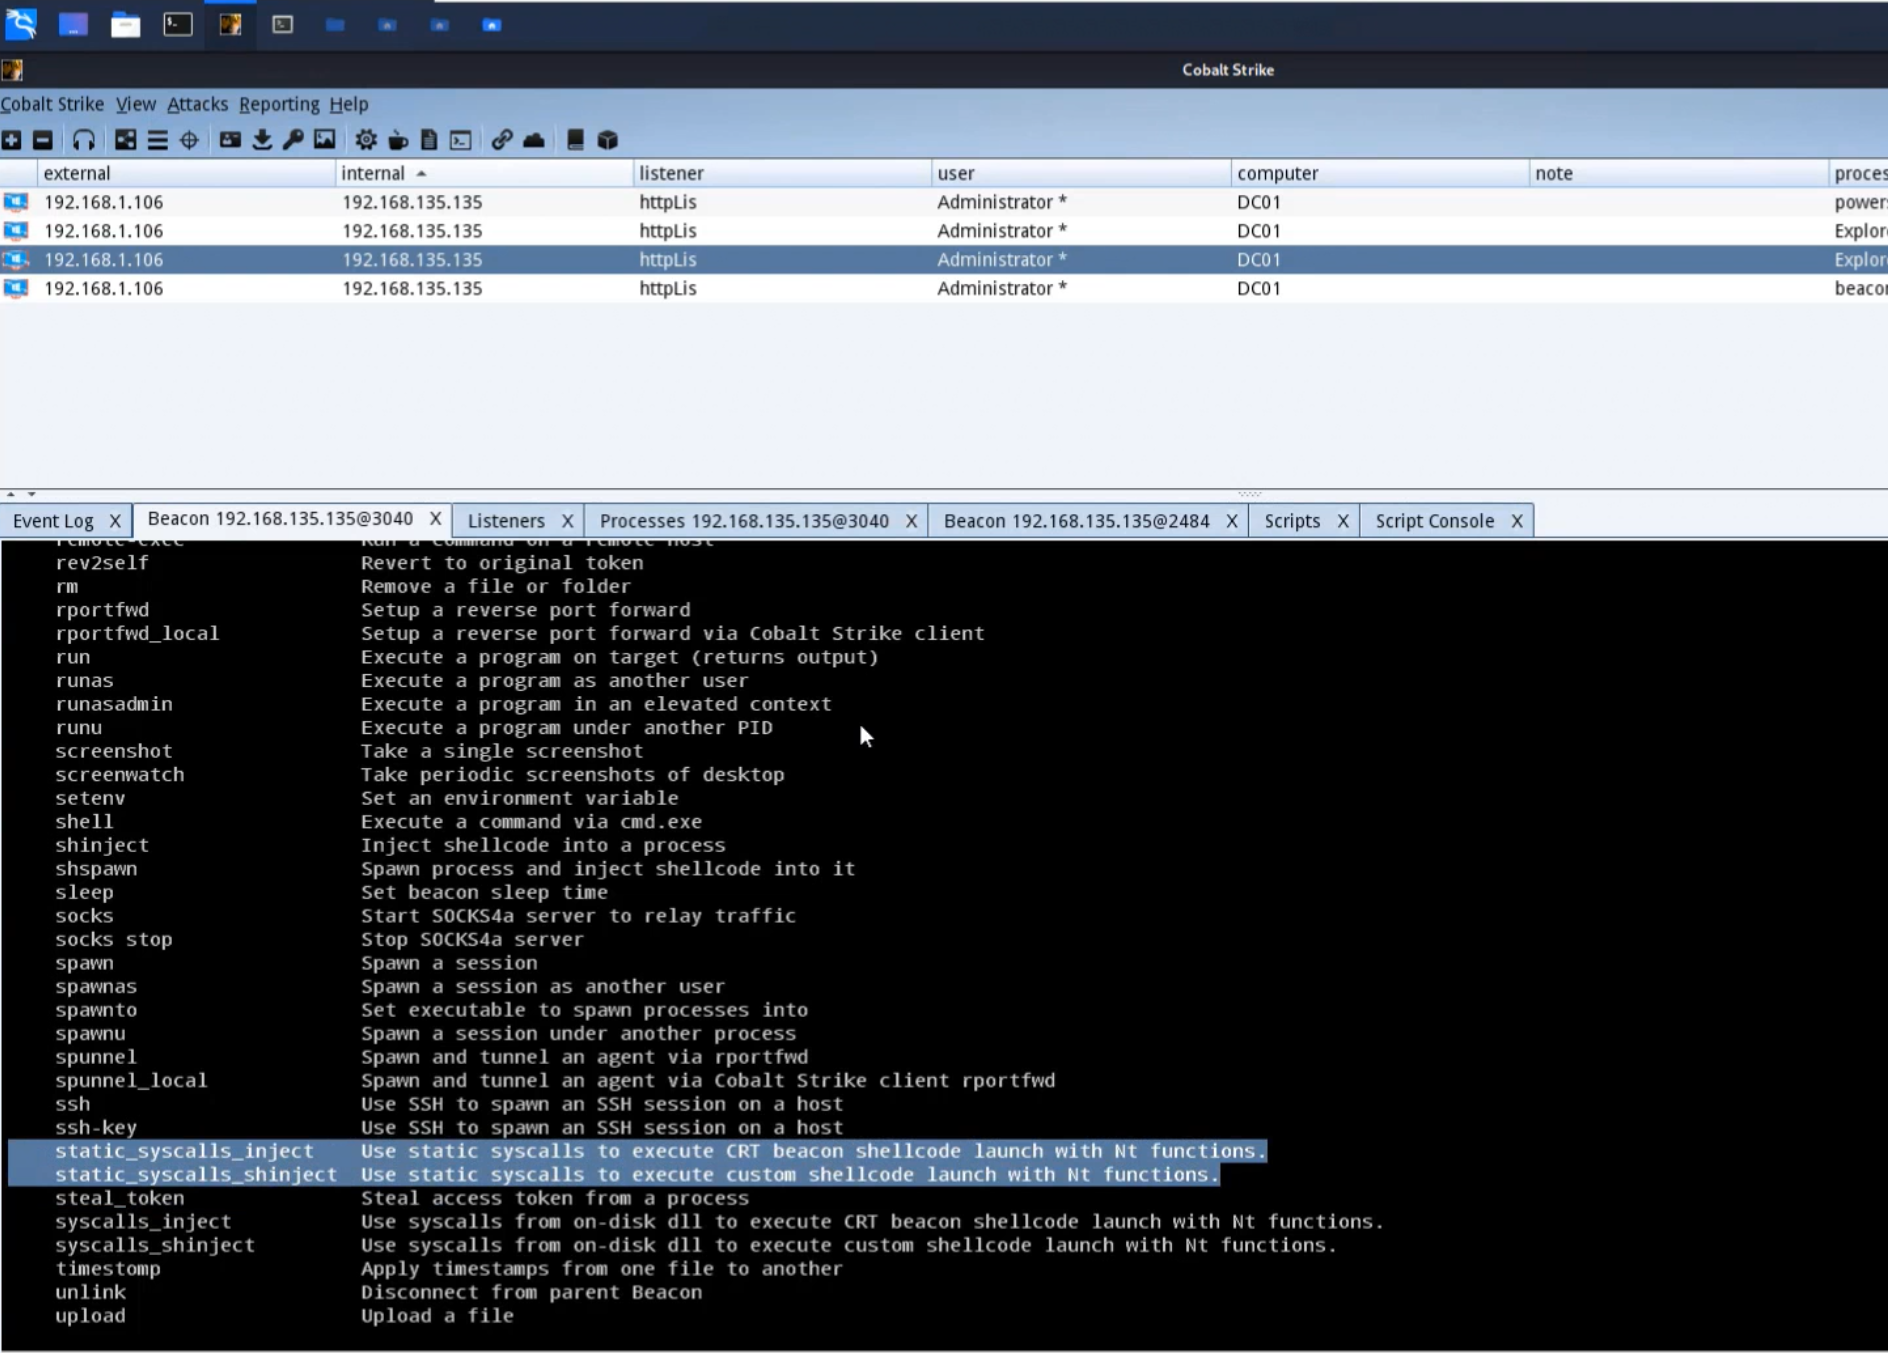 Cobalt Strike
Cobalt Strike View Attacks Reporting Help
external internal listener user computer note proces
192.168.1.106 192.168.135.135 httpLis Administrator * DC01 power
192.168.1.106 192.168.135.135 httpLis Administrator * DC01 Explor
192.168.1.106 192.168.135.135 httpLis Administrator * DC01 Explor
192.168.1.106 192.168.135.135 httpLis Administrator * DC01 beacon
Event Log X Beacon 192.168.135.135@3040 X Listeners X Processes 192.168.135.135@3040 X Beacon 192.168.135.135@2484 X Scripts X Script Console X
remote-exec Run a command on a remote host
rev2self Revert to original token
rm Remove a file or folder
rportfwd Setup a reverse port forward
rportfwd_local Setup a reverse port forward via Cobalt Strike client
run Execute a program on target (returns output)
runas Execute a program as another user
runasadmin Execute a program in an elevated context
runu Execute a program under another PID
screenshot Take a single screenshot
screenwatch Take periodic screenshots of desktop
setenv Set an environment variable
shell Execute a command via cmd.exe
shinject Inject shellcode into a process
shspawn Spawn process and inject shellcode into it
sleep Set beacon sleep time
socks Start SOCKS4a server to relay traffic
socks stop Stop SOCKS4a server
spawn Spawn a session
spawnas Spawn a session as another user
spawnto Set executable to spawn processes into
spawnu Spawn a session under another process
spunnel Spawn and tunnel an agent via rportfwd
spunnel_local Spawn and tunnel an agent via Cobalt Strike client rportfwd
ssh Use SSH to spawn an SSH session on a host
ssh-key Use SSH to spawn an SSH session on a host
static_syscalls_inject Use static syscalls to execute CRT beacon shellcode launch with Nt functions.
static_syscalls_shinject Use static syscalls to execute custom shellcode launch with Nt functions.
steal_token Steal access token from a process
syscalls_inject Use syscalls from on-disk dll to execute CRT beacon shellcode launch with Nt functions.
syscalls_shinject Use syscalls from on-disk dll to execute custom shellcode launch with Nt functions.
timestomp Apply timestamps from one file to another
unlink Disconnect from parent Beacon
upload Upload a file